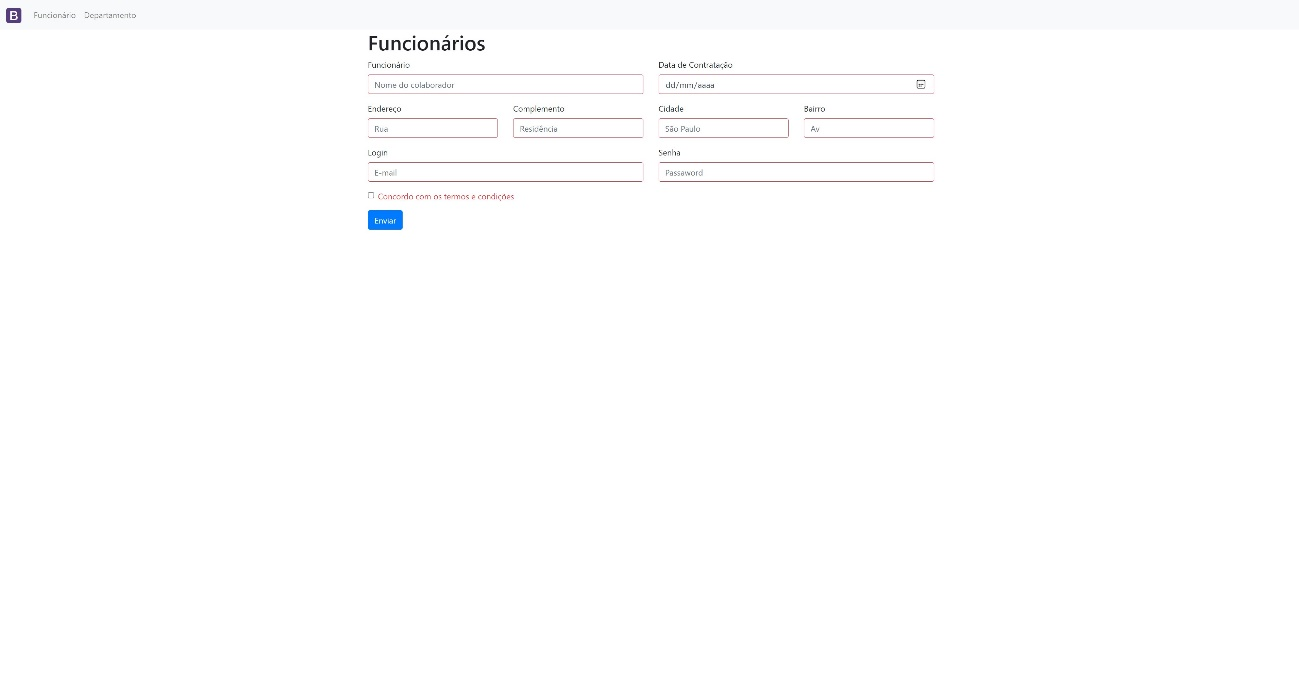 B Funcionário Departamento
Funcionários
Funcionário Data de Contratação
Nome do colaborador dd/mm/aaaa
Endereço Complemento Cidade Bairro
Rua Residência São Paulo Av
Login Senha
E-mail Passaword
Concordo com os termos e condições
Enviar